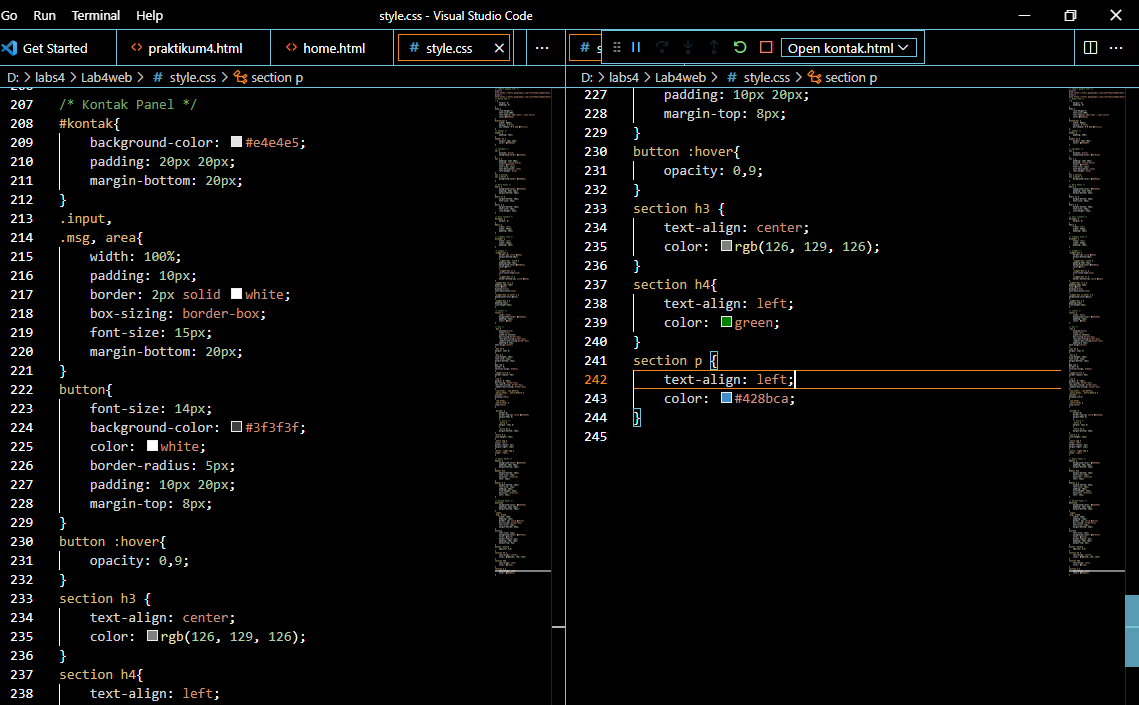 Go Run Terminal Help style.css - Visual Studio Code
Get Started <> praktikum4.html <> home.html # style.css ✕ ···
# s Open kontak.html ···
D: > labs4 > Lab4web > # style.css > section p
207 /* Kontak Panel */
208 #kontak{
209 background-color: #e4e4e5;
210 padding: 20px 20px;
211 margin-bottom: 20px;
212 }
213 .input,
214 .msg, area{
215 width: 100%;
216 padding: 10px;
217 border: 2px solid white;
218 box-sizing: border-box;
219 font-size: 15px;
220 margin-bottom: 20px;
221 }
222 button{
223 font-size: 14px;
224 background-color: #3f3f3f;
225 color: white;
226 border-radius: 5px;
227 padding: 10px 20px;
228 margin-top: 8px;
229 }
230 button :hover{
231 opacity: 0,9;
232 }
233 section h3 {
234 text-align: center;
235 color: rgb(126, 129, 126);
236 }
237 section h4{
238 text-align: left;
D: > labs4 > Lab4web > # style.css > section p
227 padding: 10px 20px;
228 margin-top: 8px;
229 }
230 button :hover{
231 opacity: 0,9;
232 }
233 section h3 {
234 text-align: center;
235 color: rgb(126, 129, 126);
236 }
237 section h4{
238 text-align: left;
239 color: green;
240 }
241 section p {
242 text-align: left;
243 color: #428bca;
244 }
245